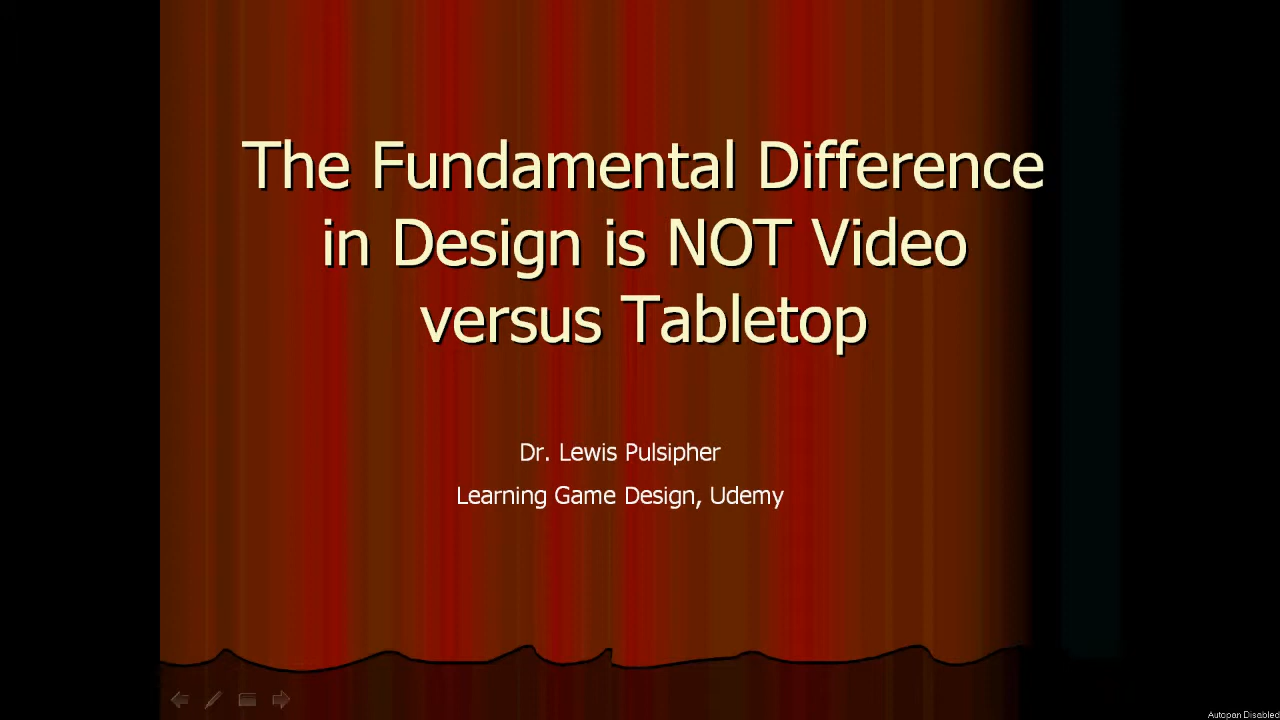 The Fundamental Difference
in Design is NOT Video
versus Tabletop
Dr. Lewis Pulsipher
Learning Game Design, Udemy
Autopan Disabled